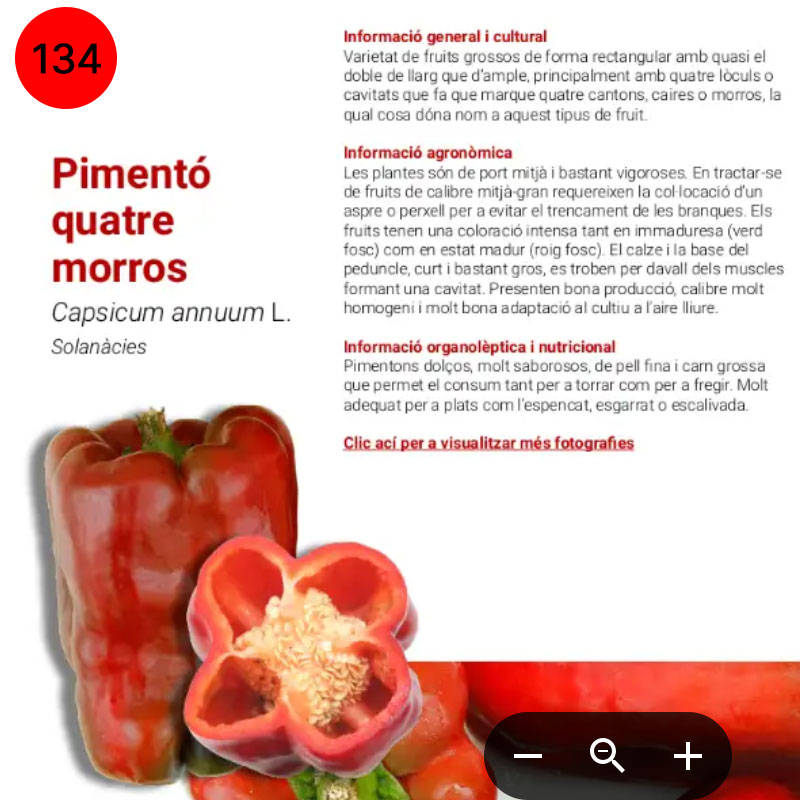 134
Pimentó
quatre
morros
Capsicum annuum L.
Solanàcies
Informació general i cultural
Varietat de fruits grossos de forma rectangular amb quasi el
doble de llarg que d'ample, principalment amb quatre lòculs o
cavitats que fa que marque quatre cantons, caires o morros, la
qual cosa dóna nom a aquest tipus de fruit.
Informació agronòmica
Les plantes són de port mitjà i bastant vigoroses. En tractar-se
de fruits de calibre mitjà-gran requereixen la col·locació d'un
aspre o perxell per a evitar el trencament de les branques. Els
fruits tenen una coloració intensa tant en immaduresa (verd
fosc) com en estat madur (roig fosc). El calze i la base del
peduncle, curt i bastant gros, es troben per davall dels muscles
formant una cavitat. Presenten bona producció, calibre molt
homogeni i molt bona adaptació al cultiu a l'aire lliure.
Informació organolèptica i nutricional
Pimentons dolços, molt saborosos, de pell fina i carn grossa
que permet el consum tant per a torrar com per a fregir. Molt
adequat per a plats com l'espencat, esgarrat o escalivada.
Clic ací per a visualitzar més fotografies